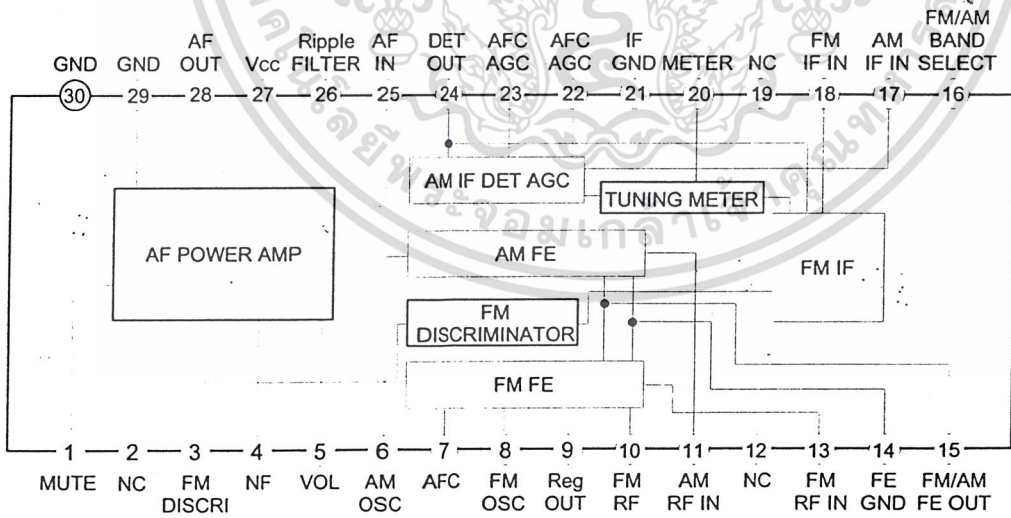 GND
GND
AF OUT
Vcc
Ripple FILTER
AF IN
DET OUT
AFC AGC
AFC AGC
IF GND
METER
NC
FM IF IN
AM IF IN
FM/AM BAND SELECT
30 29 28 27 26 25 24 23 22 21 20 19 18 17 16
AM IF DET AGC
TUNING METER
AF POWER AMP
AM FE
FM IF
FM
DISCRIMINATOR
FM FE
1 2 3 4 5 6 7 8 9 10 11 12 13 14 15
MUTE
NC
FM DISCRI
NF
VOL
AM OSC
AFC
FM OSC
Reg OUT
FM RF
AM RF IN
NC
FM RF IN
FE GND
FM/AM FE OUT